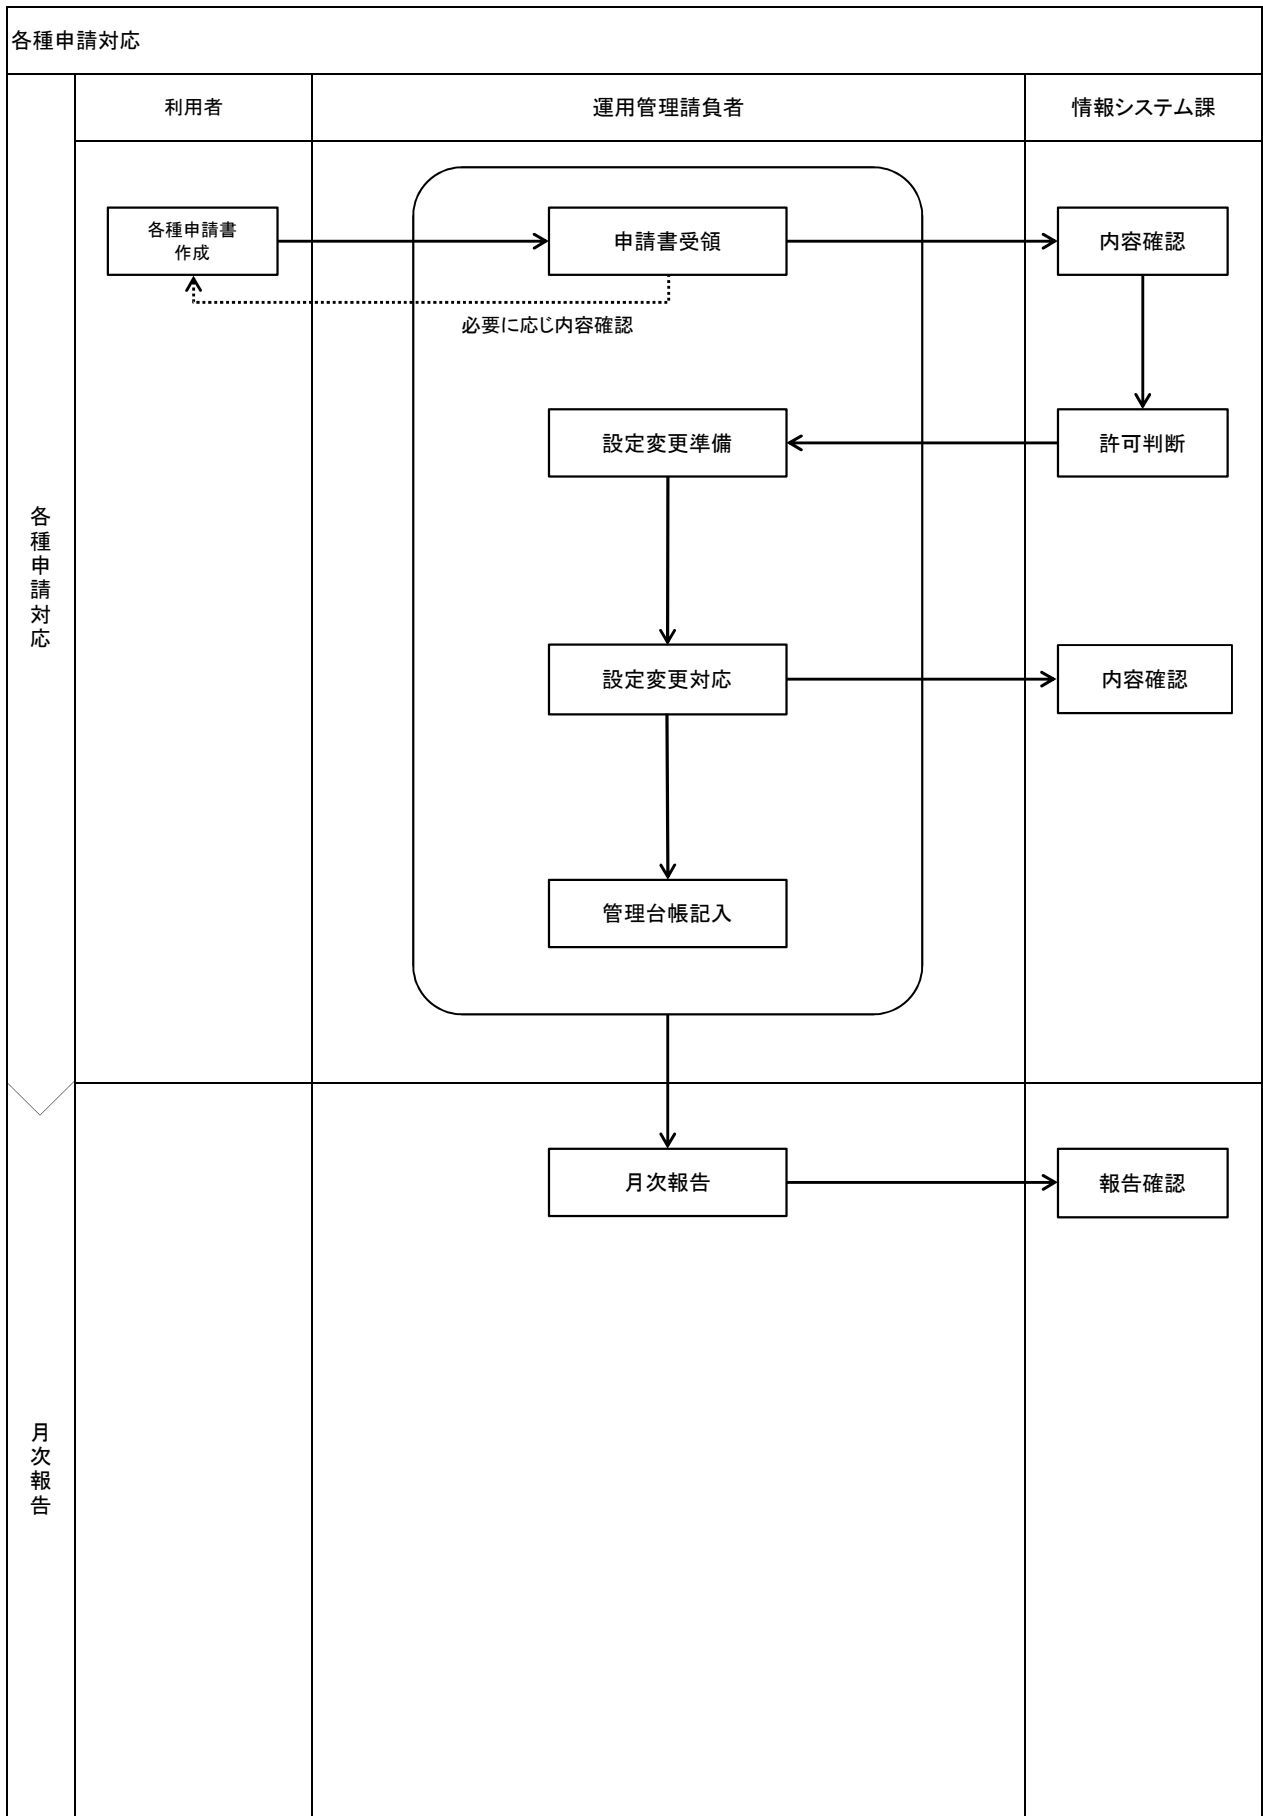 各種申請対応
利用者
運用管理請負者
情報システム課
各種申請書
作成
申請書受領
内容確認
必要に応じ内容確認
設定変更準備
許可判断
各種申請対応
設定変更対応
内容確認
管理台帳記入
月次報告
報告確認
月次報告